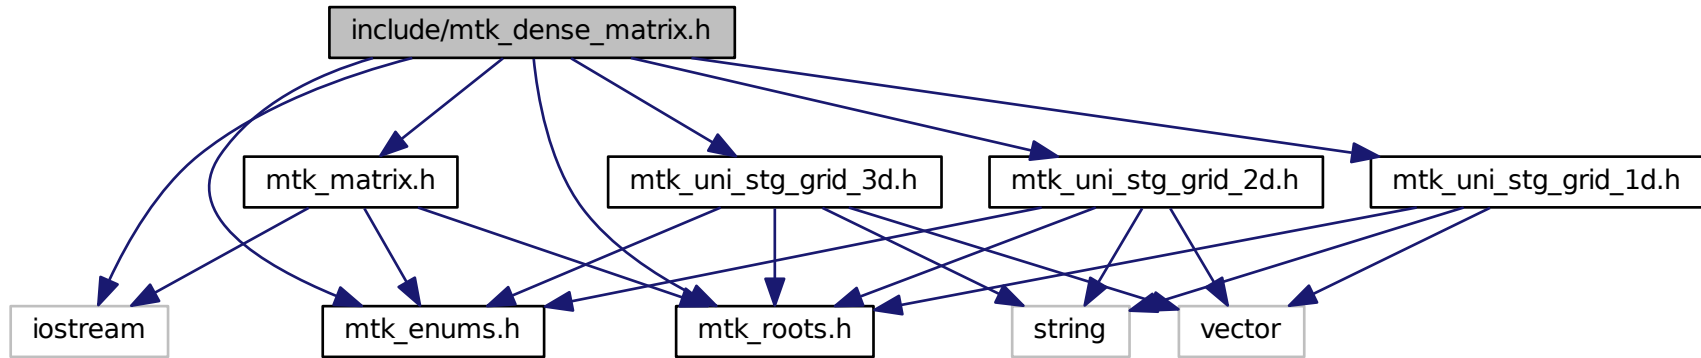 include/mtk_dense_matrix.h
mtk_matrix.h
mtk_uni_stg_grid_3d.h
mtk_uni_stg_grid_2d.h
mtk_uni_stg_grid_1d.h
iostream
mtk_enums.h
mtk_roots.h
string
vector